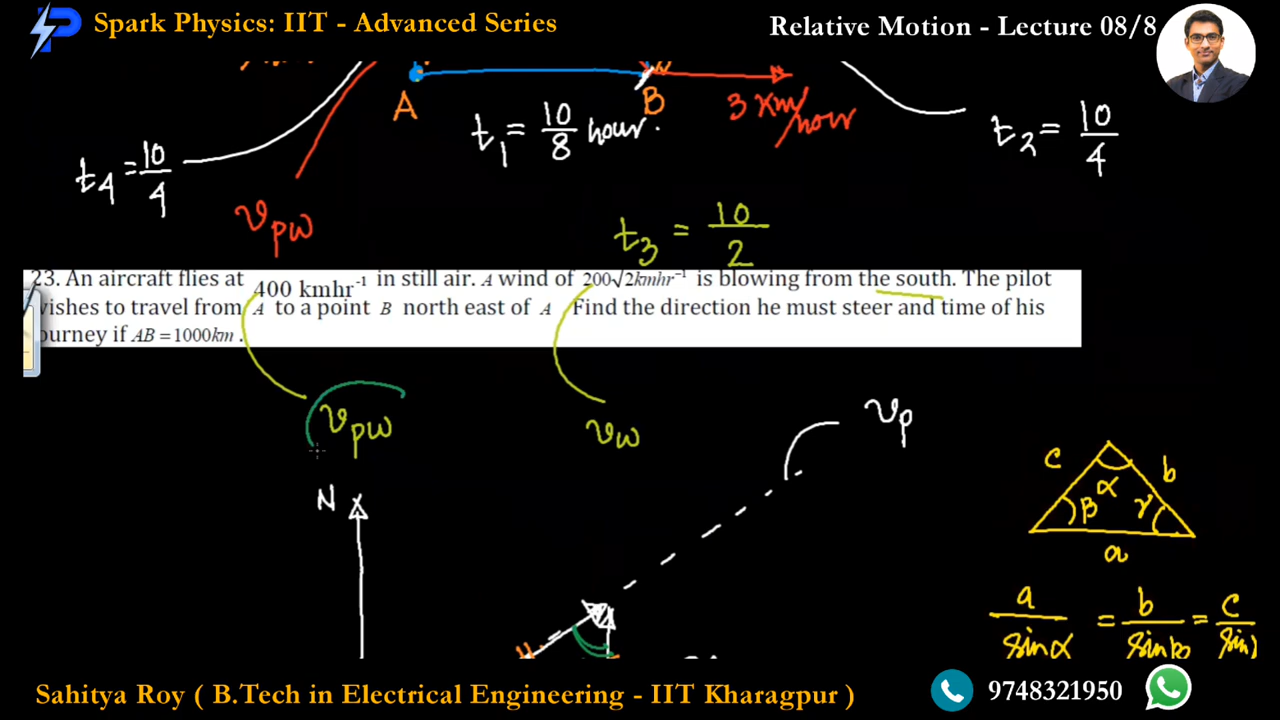 Spark Physics: IIT - Advanced Series
Relative Motion - Lecture 08/8
A
B
3 Km/hour
t1 = 10/8 hour.
t2 = 10/4
t4 = 10/4
vpw
t3 = 10/2
23. An aircraft flies at 400 kmhr⁻¹ in still air. A wind of 200√2kmhr⁻¹ is blowing from the south. The pilot
wishes to travel from A to a point B north east of A Find the direction he must steer and time of his
ourney if AB = 1000km .
vpw
vw
vp
N
c
b
α
β
γ
a
a/sinα = b/sinβ = c/sin
Sahitya Roy ( B.Tech in Electrical Engineering - IIT Kharagpur )
9748321950